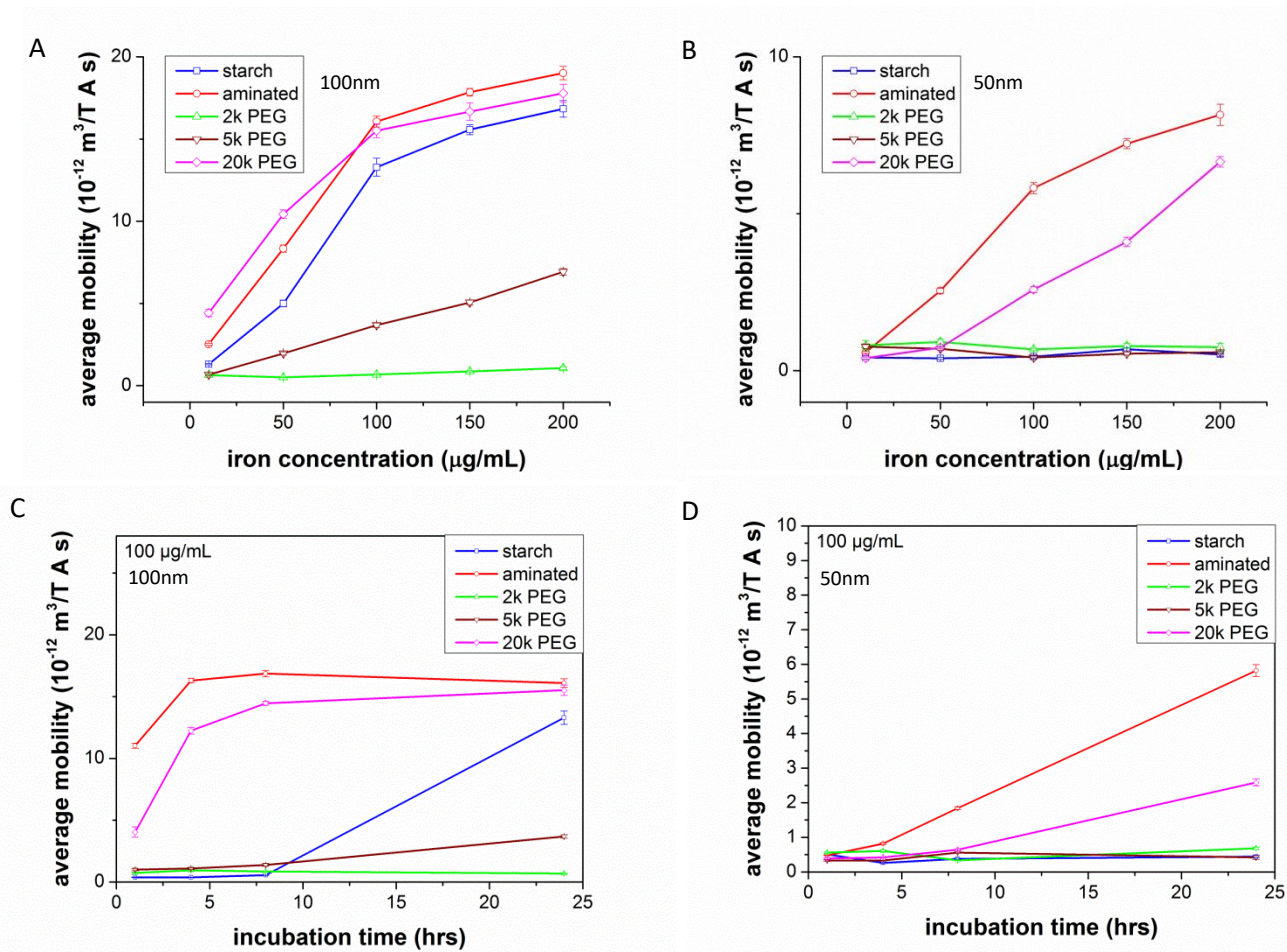 A
20
10
0
average mobility (10⁻¹² m³/T A s)
starch
aminated
2k PEG
5k PEG
20k PEG
100nm
0 50 100 150 200
iron concentration (μg/mL)
B
10
5
0
average mobility (10⁻¹² m³/T A s)
starch
aminated
2k PEG
5k PEG
20k PEG
50nm
0 50 100 150 200
iron concentration (μg/mL)
C
20
10
0
average mobility (10⁻¹² m³/T A s)
100 μg/mL
100nm
starch
aminated
2k PEG
5k PEG
20k PEG
0 5 10 15 20 25
incubation time (hrs)
D
10
9
8
7
6
5
4
3
2
1
0
average mobility (10⁻¹² m³/T A s)
100 μg/mL
50nm
starch
aminated
2k PEG
5k PEG
20k PEG
0 5 10 15 20 25
incubation time (hrs)